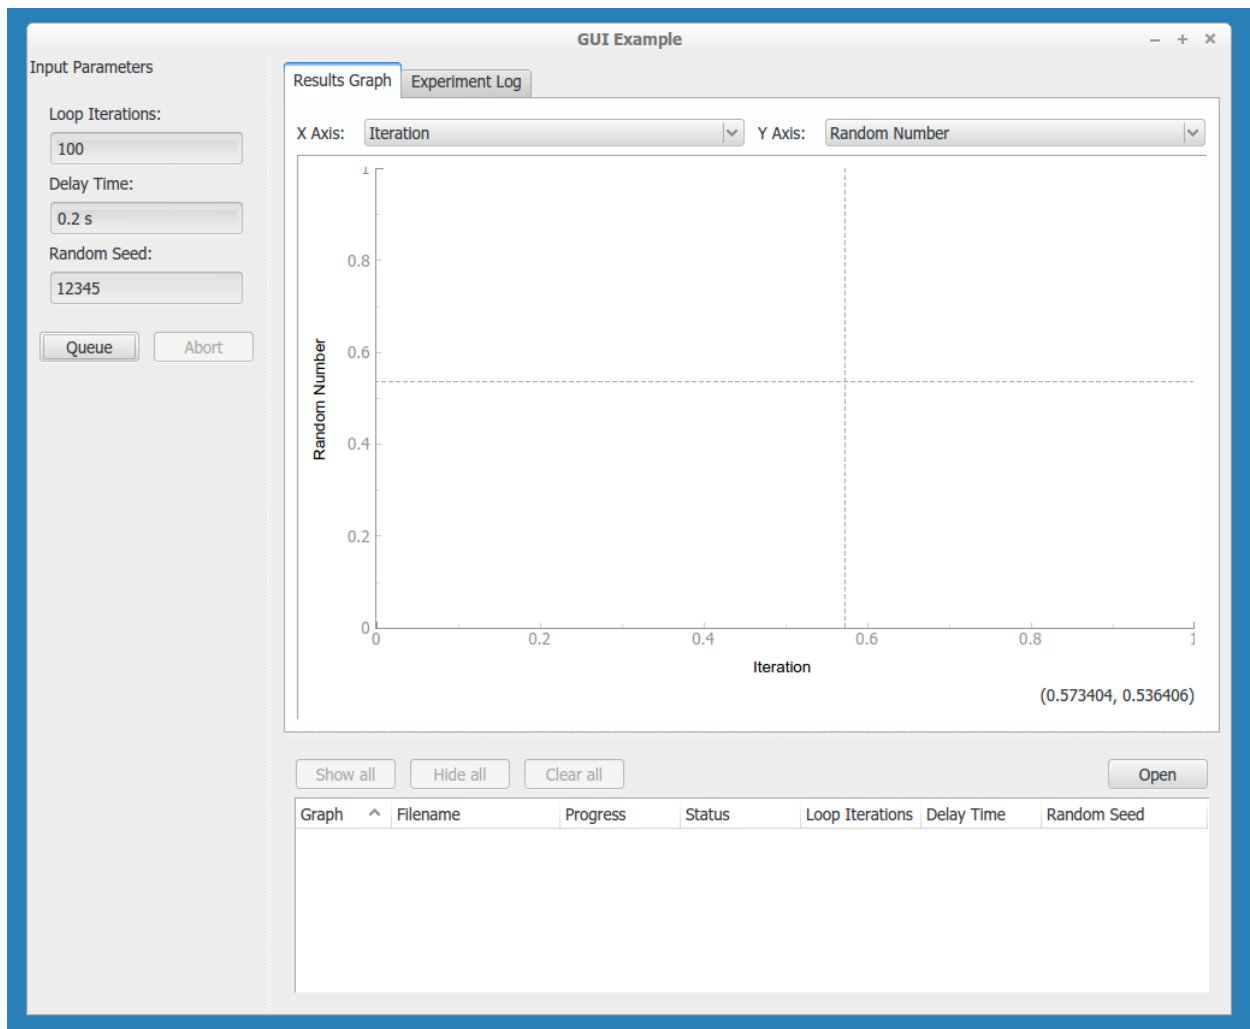 GUI Example
Input Parameters
Loop Iterations:
100
Delay Time:
0.2 s
Random Seed:
12345
Queue Abort
Results Graph Experiment Log
X Axis: Iteration Y Axis: Random Number
1
0.8
0.6
0.4
0.2
0
Random Number
0 0.2 0.4 0.6 0.8 1
Iteration
(0.573404, 0.536406)
Show all Hide all Clear all Open
Graph Filename Progress Status Loop Iterations Delay Time Random Seed